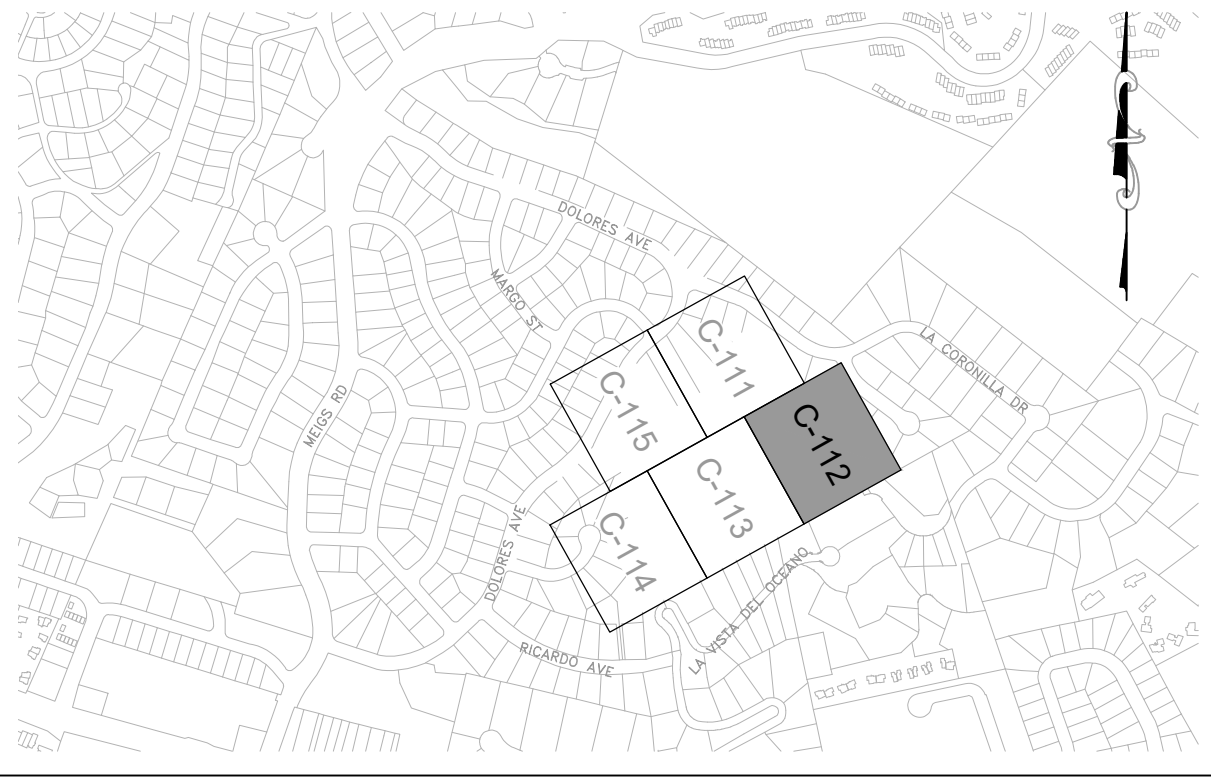 DOLORES AVE
MARGO ST
C-111
LA CORONILLA DR
C-115
MEIGS RD
C-112
C-113
DOLORES AVE
C-114
LA VISTA DEL OCEANO
RICARDO AVE